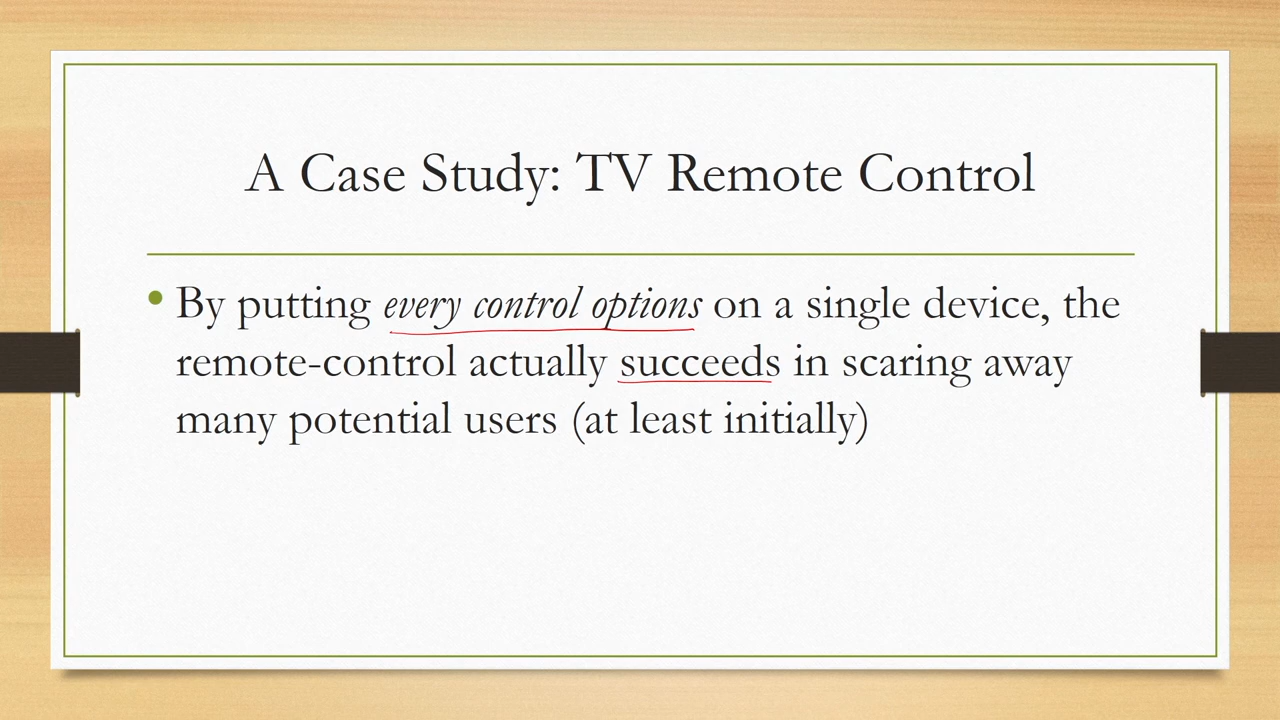 A Case Study: TV Remote Control
• By putting every control options on a single device, the
remote-control actually succeeds in scaring away
many potential users (at least initially)